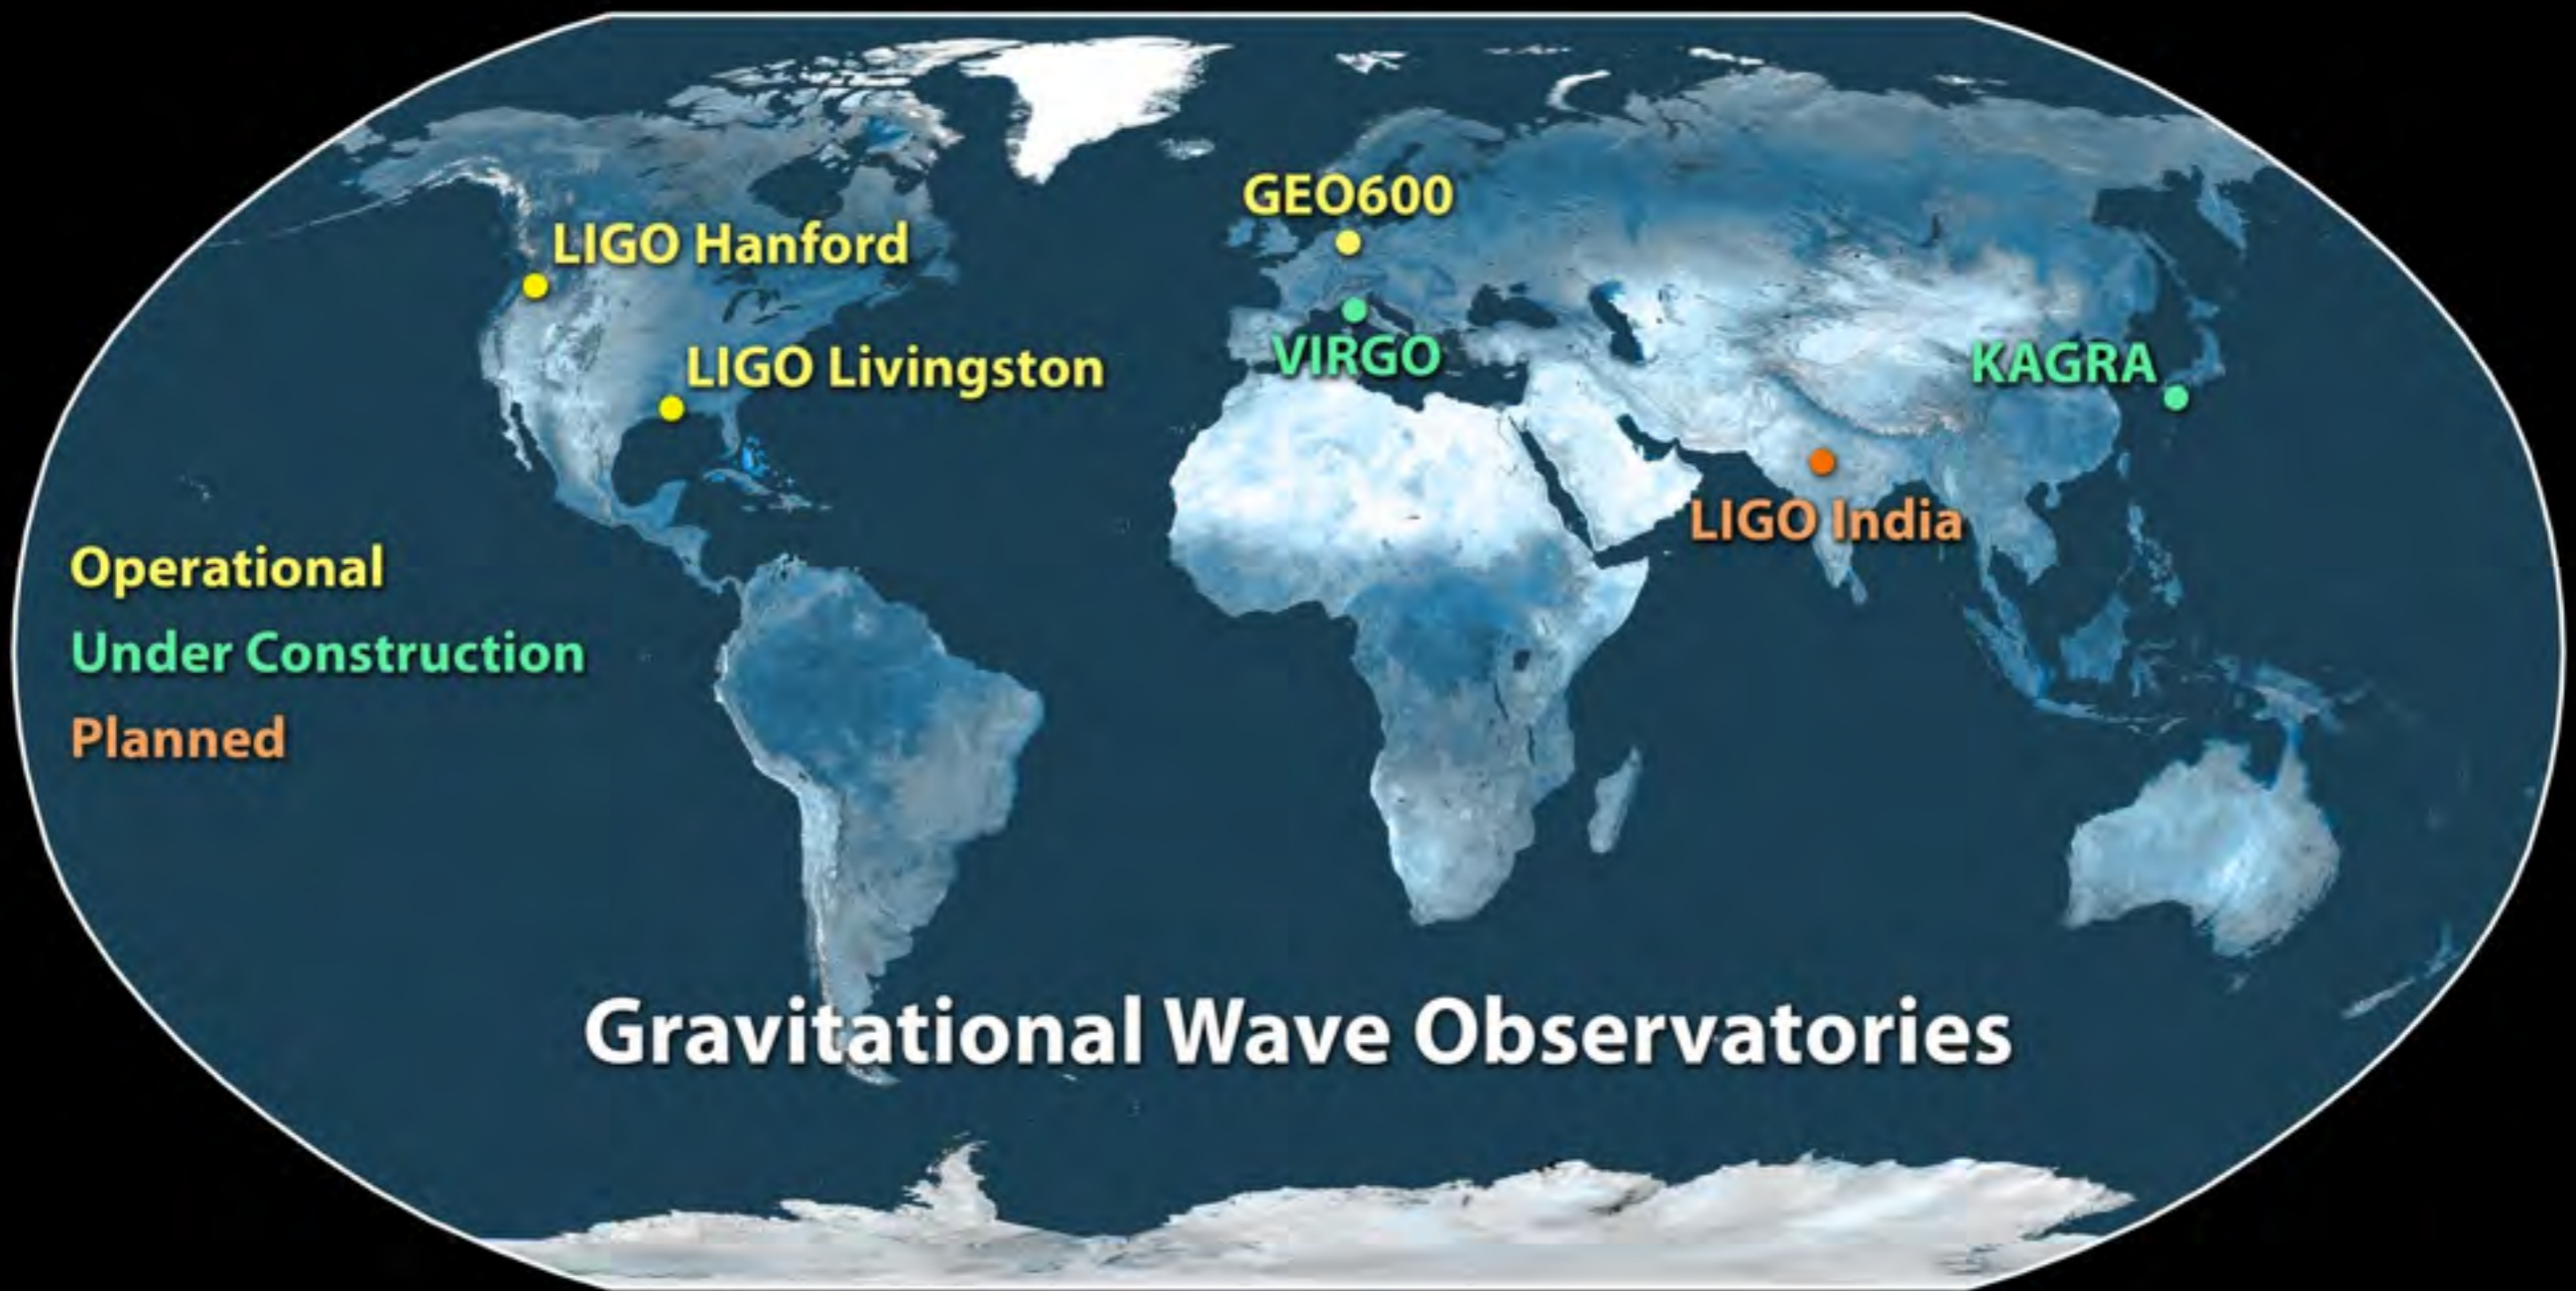 GEO600
LIGO Hanford
VIRGO
KAGRA
LIGO Livingston
LIGO India
Operational
Under Construction
Planned
Gravitational Wave Observatories